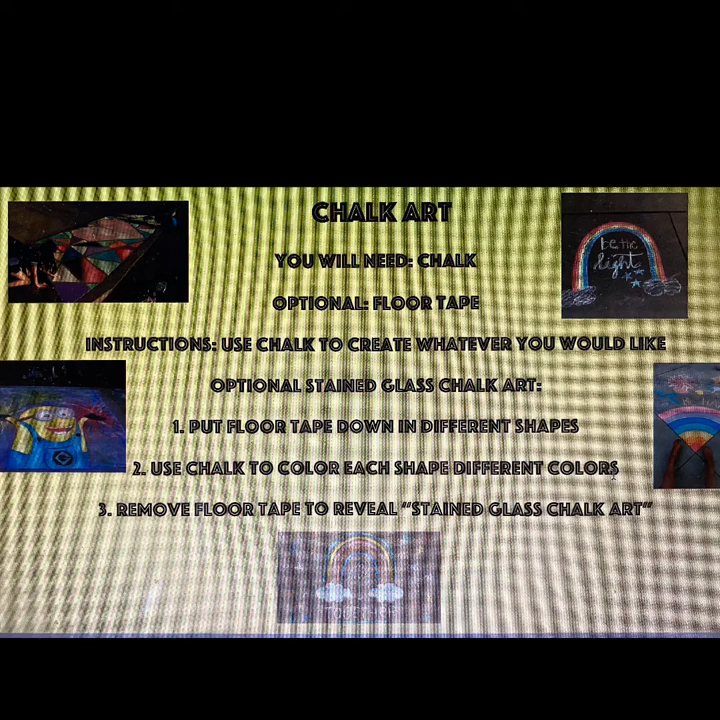 CHALK ART
be the
light
YOU WILL NEED: CHALK
OPTIONAL: FLOOR TAPE
INSTRUCTIONS: USE CHALK TO CREATE WHATEVER YOU WOULD LIKE
OPTIONAL STAINED GLASS CHALK ART:
1. PUT FLOOR TAPE DOWN IN DIFFERENT SHAPES
2. USE CHALK TO COLOR EACH SHAPE DIFFERENT COLORS
3. REMOVE FLOOR TAPE TO REVEAL “STAINED GLASS CHALK ART”